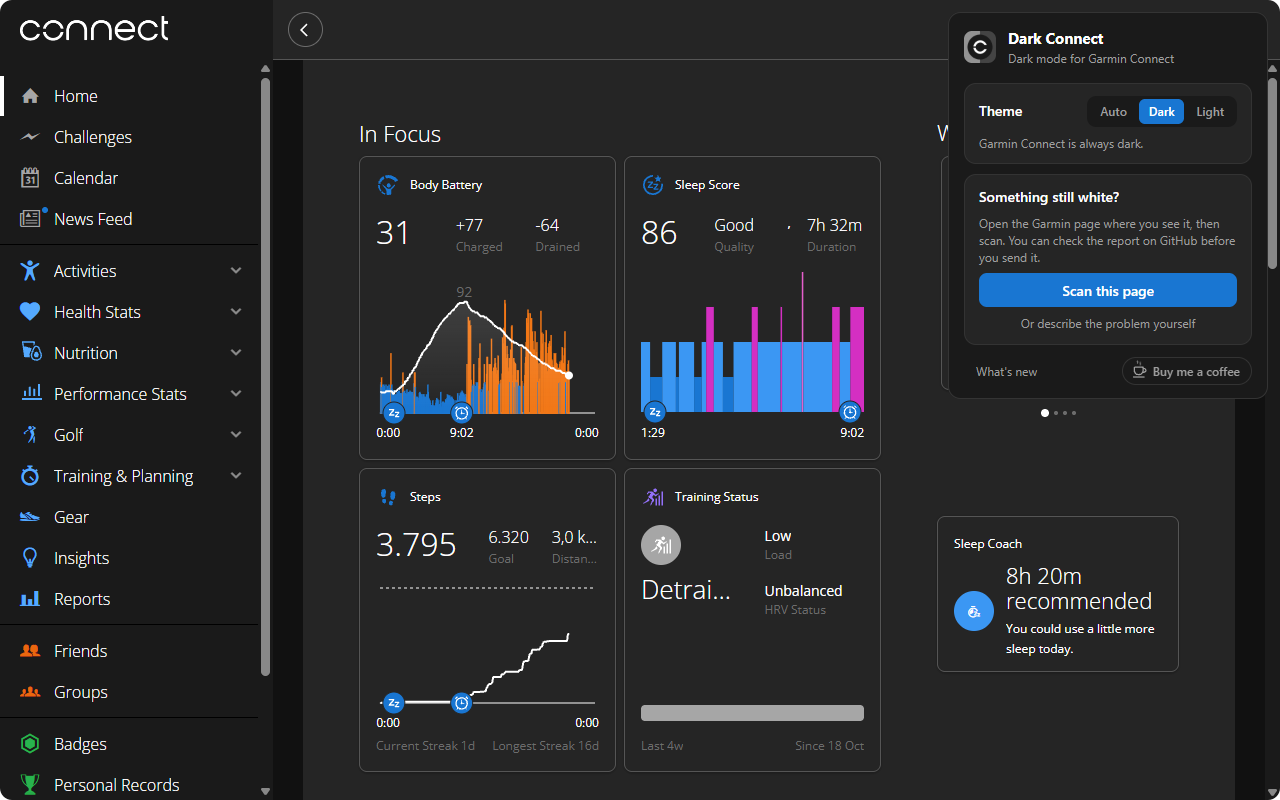 connect
Home
Challenges
Calendar
31
News Feed
Activities
Health Stats
Nutrition
Performance Stats
Golf
Training & Planning
Gear
Insights
Reports
Friends
Groups
Badges
Personal Records
In Focus
Body Battery
31 +77 -64
Charged Drained
92
Zz
0:00 9:02 0:00
Zz Sleep Score
86 Good 7h 32m
Quality Duration
Zz
1:29 9:02
Steps
3.795 6.320 3,0 k...
Goal Distan...
Zz
0:00 0:00
Current Streak 1d Longest Streak 16d
Training Status
Low
Load
Detrai... Unbalanced
HRV Status
Last 4w Since 18 Oct
Sleep Coach
8h 20m
recommended
You could use a little more
sleep today.
Dark Connect
Dark mode for Garmin Connect
Theme Auto Dark Light
Garmin Connect is always dark.
Something still white?
Open the Garmin page where you see it, then
scan. You can check the report on GitHub before
you send it.
Scan this page
Or describe the problem yourself
What's new Buy me a coffee